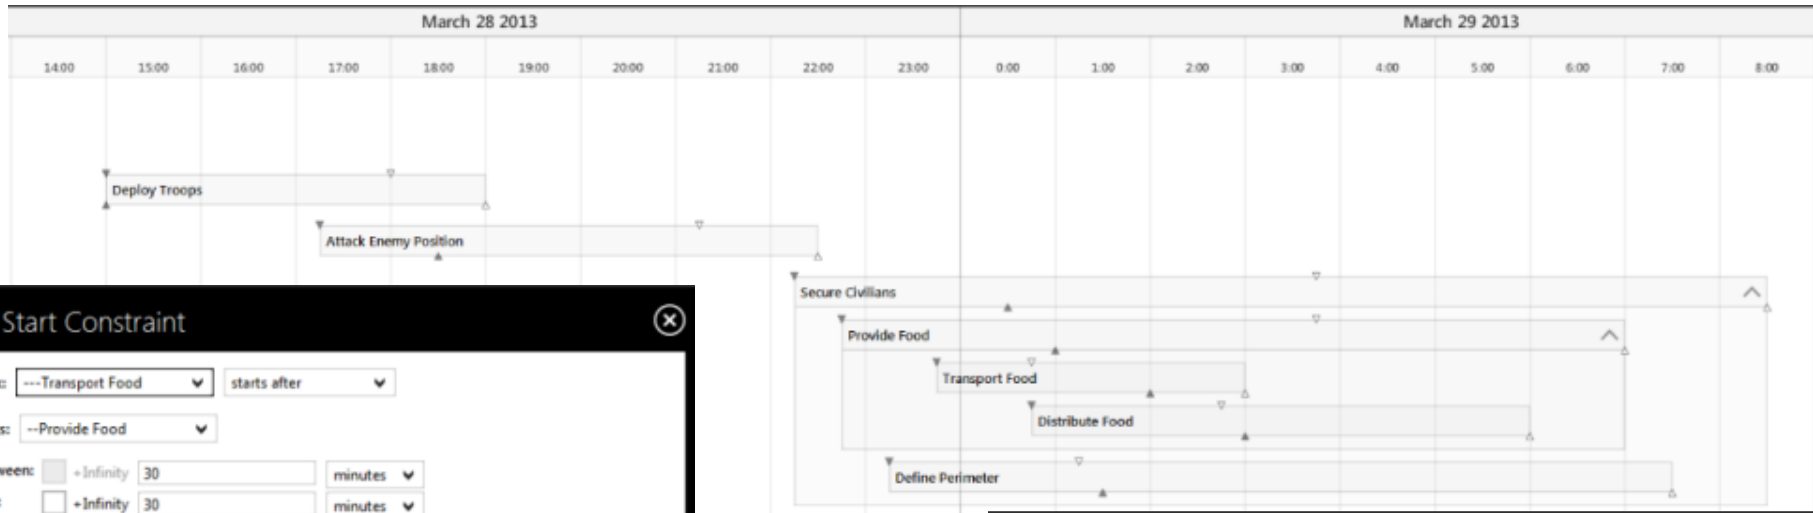 March 28 2013 March 29 2013
14:00 15:00 16:00 17:00 18:00 19:00 20:00 21:00 22:00 23:00 0:00 1:00 2:00 3:00 4:00 5:00 6:00 7:00 8:00
Deploy Troops
Attack Enemy Position
Secure Civilians
Provide Food
Transport Food
Distribute Food
Define Perimeter
Start Constraint
---Transport Food starts after
s: --Provide Food
ween: +Infinity 30 minutes
+Infinity 30 minutes